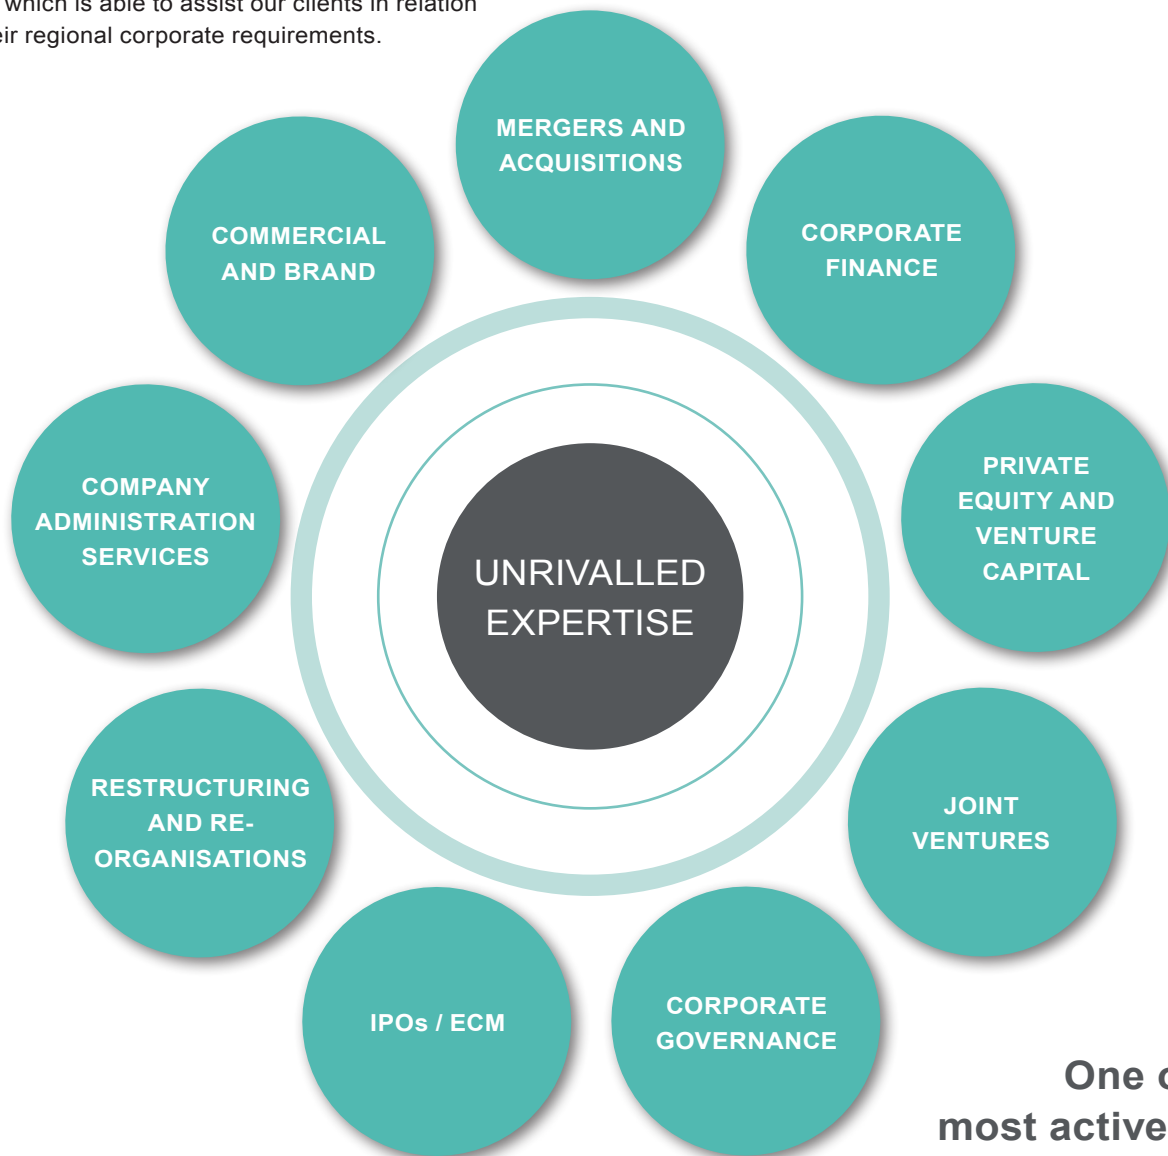 which is able to assist our clients in relation
eir regional corporate requirements.
MERGERS AND
ACQUISITIONS
CORPORATE
FINANCE
PRIVATE
EQUITY AND
VENTURE
CAPITAL
JOINT
VENTURES
CORPORATE
GOVERNANCE
IPOs / ECM
RESTRUCTURING
AND RE-
ORGANISATIONS
COMPANY
ADMINISTRATION
SERVICES
COMMERCIAL
AND BRAND
UNRIVALLED
EXPERTISE
One
most active